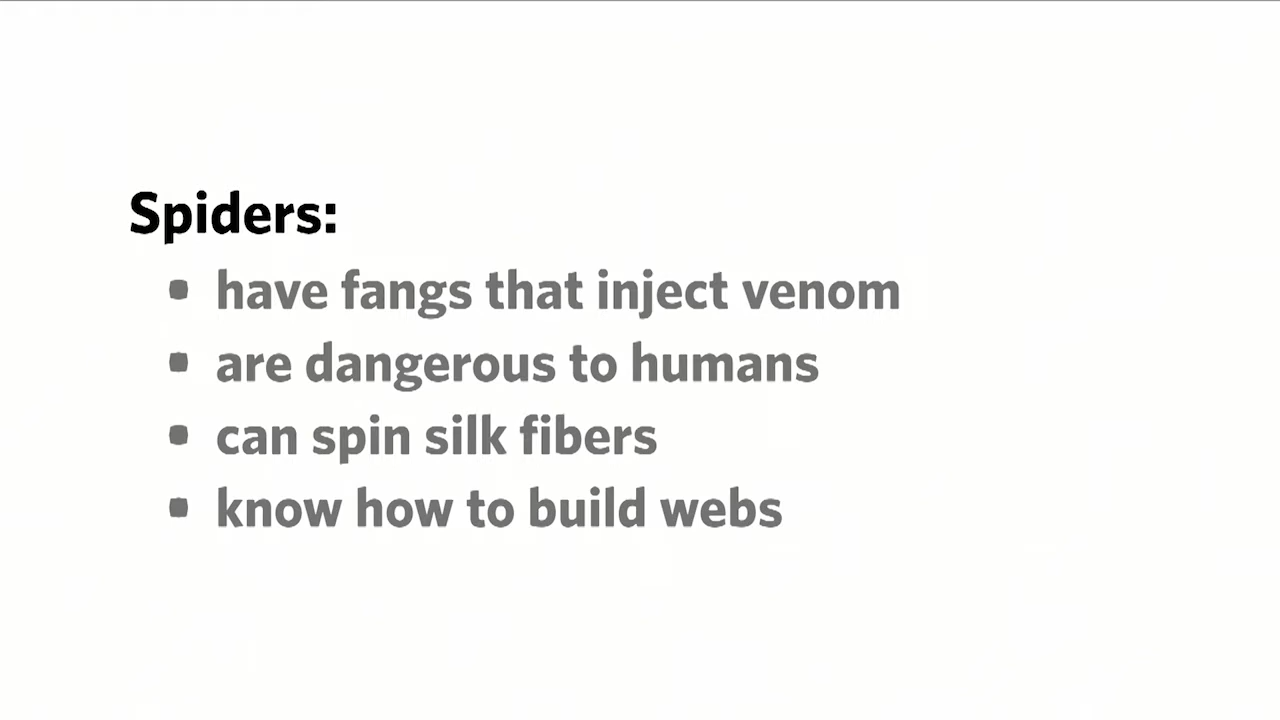 Spiders:
▪ have fangs that inject venom
▪ are dangerous to humans
▪ can spin silk fibers
▪ know how to build webs